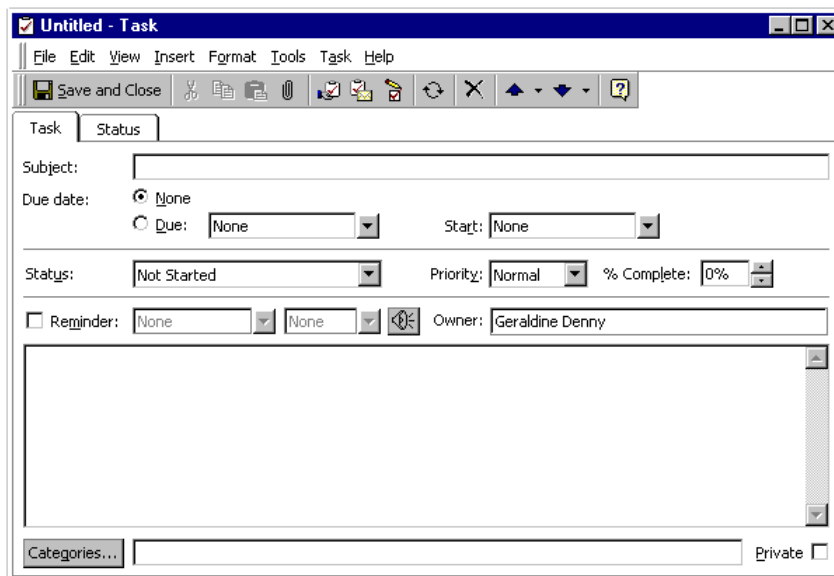 Untitled - Task
File Edit View Insert Format Tools Task Help
Save and Close
Task Status
Subject:
Due date: None
Due: None Start: None
Status: Not Started Priority: Normal % Complete: 0%
Reminder: None None Owner: Geraldine Denny
Categories... Private